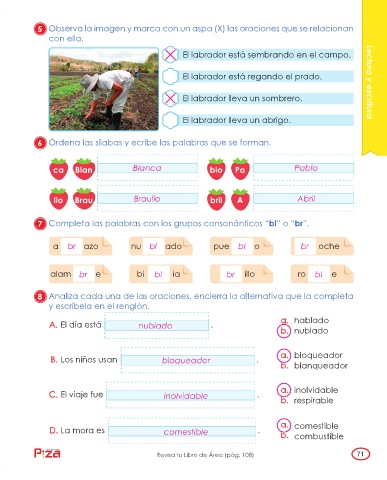 5 Observa la imagen y marca con un aspa (X) las oraciones que se relacionan
con ella.
X El labrador está sembrando en el campo.
El labrador está regando el prado.
X El labrador lleva un sombrero.
El labrador lleva un abrigo.
Lectura y escritura
6 Ordena las sílabas y ecribe las palabras que se forman.
ca Blan Blanca blo Pa Pablo
lio Brau Braulio bril A Abril
7 Completa las palabras con los grupos consonánticos "bl" o "br".
a br azo nu bl ado pue bl o br oche
alam br e bi bl ia br illo ro bl e
8 Analiza cada una de las oraciones, encierra la alternativa que la completa
y escríbela en el renglón.
A. El día está nublado .
a. hablado
b. nublado
B. Los niños usan bloqueador .
a. bloqueador
b. blanqueador
C. El viaje fue inolvidable .
a. inolvidable
b. respirable
D. La mora es comestible .
a. comestible
b. combustible
Pizza
Revisa tu Libro de Área (pág. 108)
71